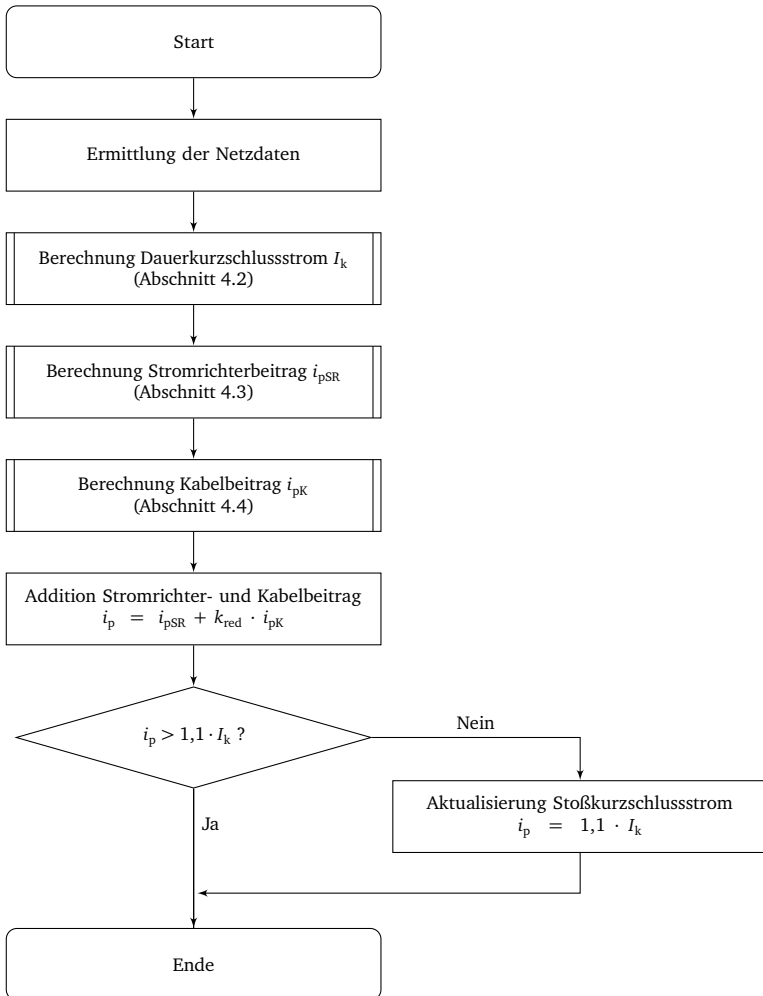 Start
Ermittlung der Netzdaten
Berechnung Dauerkurzschlussstrom I_k
(Abschnitt 4.2)
Berechnung Stromrichterbeitrag i_pSR
(Abschnitt 4.3)
Berechnung Kabelbeitrag i_pK
(Abschnitt 4.4)
Addition Stromrichter- und Kabelbeitrag
i_p = i_pSR + k_red · i_pK
i_p > 1,1 · I_k ?
Nein
Aktualisierung Stoßkurzschlussstrom
i_p = 1,1 · I_k
Ja
Ende